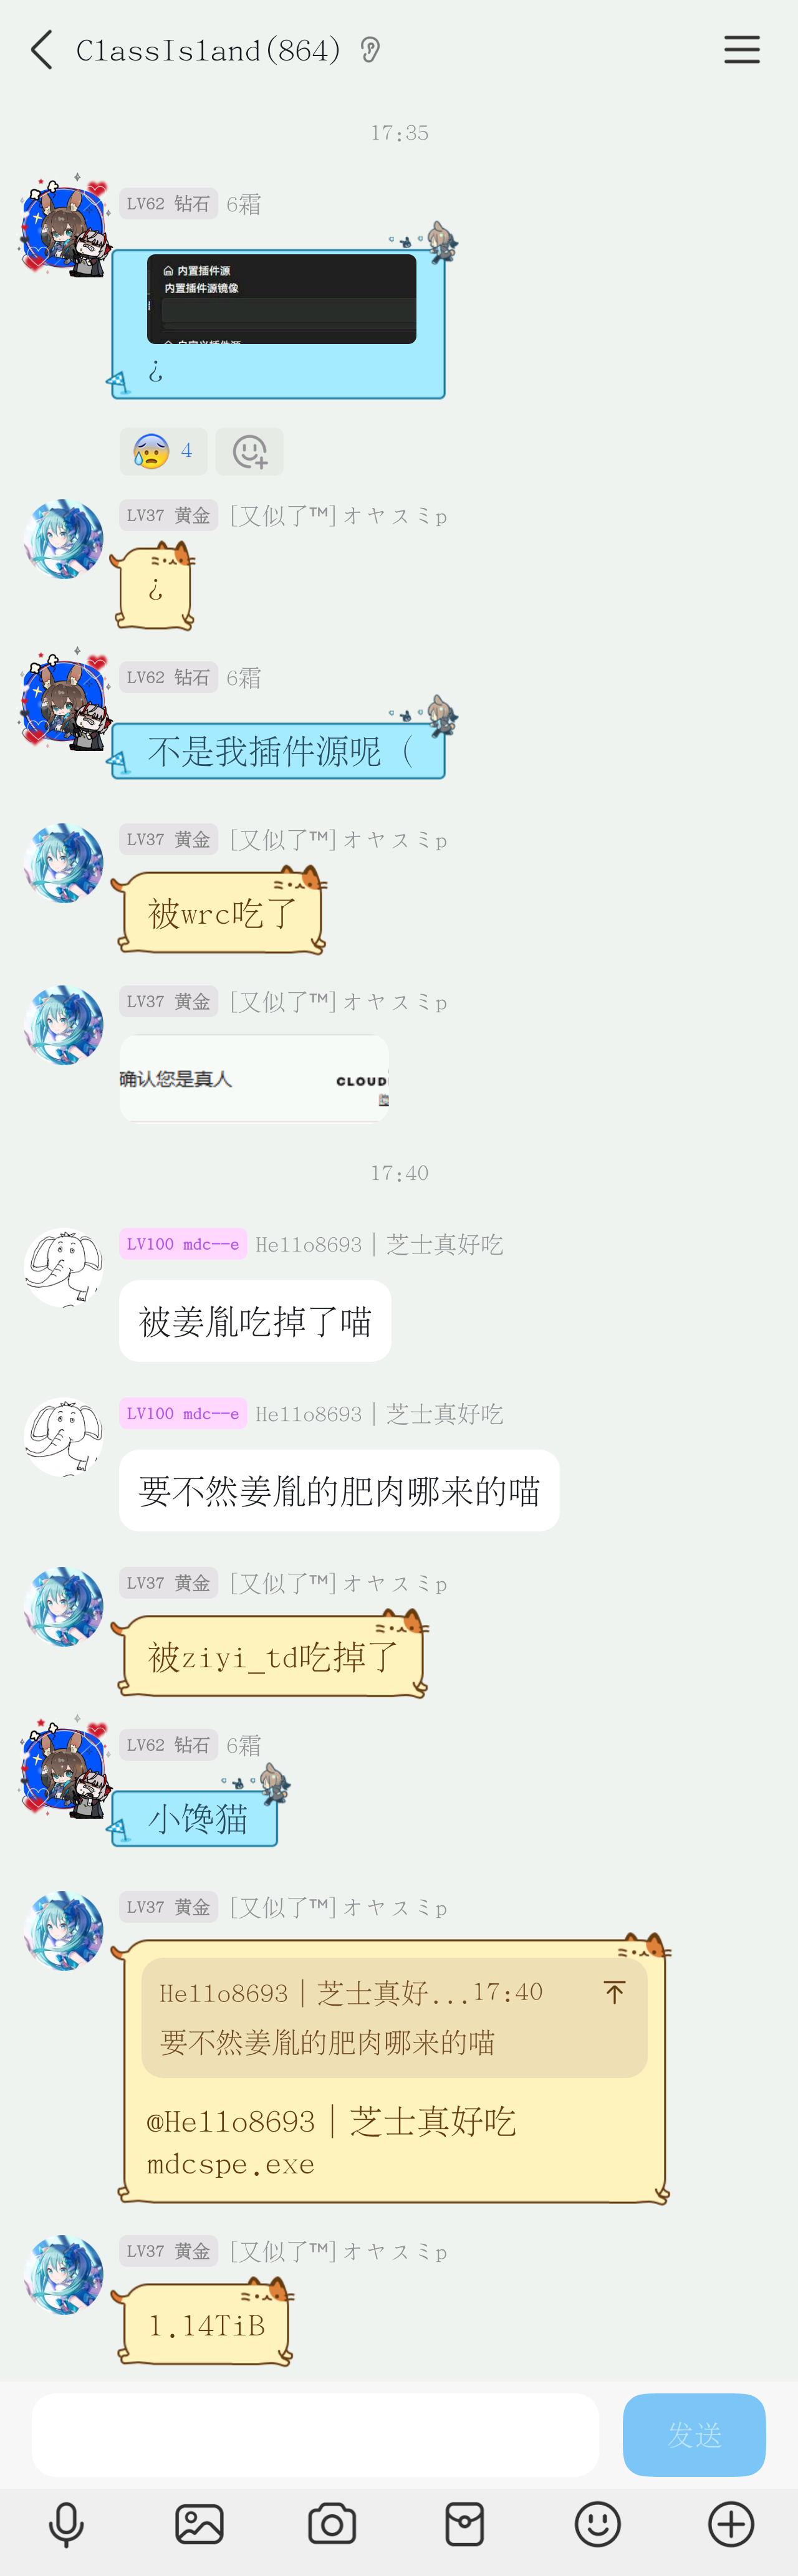 ClassIsland(864)
17:35
LV62 钻石 6霜
内置插件源
内置插件源镜像
¿
4
LV37 黄金 [又似了™]オヤスミp
¿
LV62 钻石 6霜
不是我插件源呢（
LV37 黄金 [又似了™]オヤスミp
被wrc吃了
LV37 黄金 [又似了™]オヤスミp
确认您是真人 CLOUD
17:40
LV100 mdc——e He11o8693｜芝士真好吃
被姜胤吃掉了喵
LV100 mdc——e He11o8693｜芝士真好吃
要不然姜胤的肥肉哪来的喵
LV37 黄金 [又似了™]オヤスミp
被ziyi_td吃掉了
LV62 钻石 6霜
小馋猫
LV37 黄金 [又似了™]オヤスミp
He11o8693｜芝士真好...17:40
要不然姜胤的肥肉哪来的喵
@He11o8693｜芝士真好吃
mdcspe.exe
LV37 黄金 [又似了™]オヤスミp
1.14TiB
发送